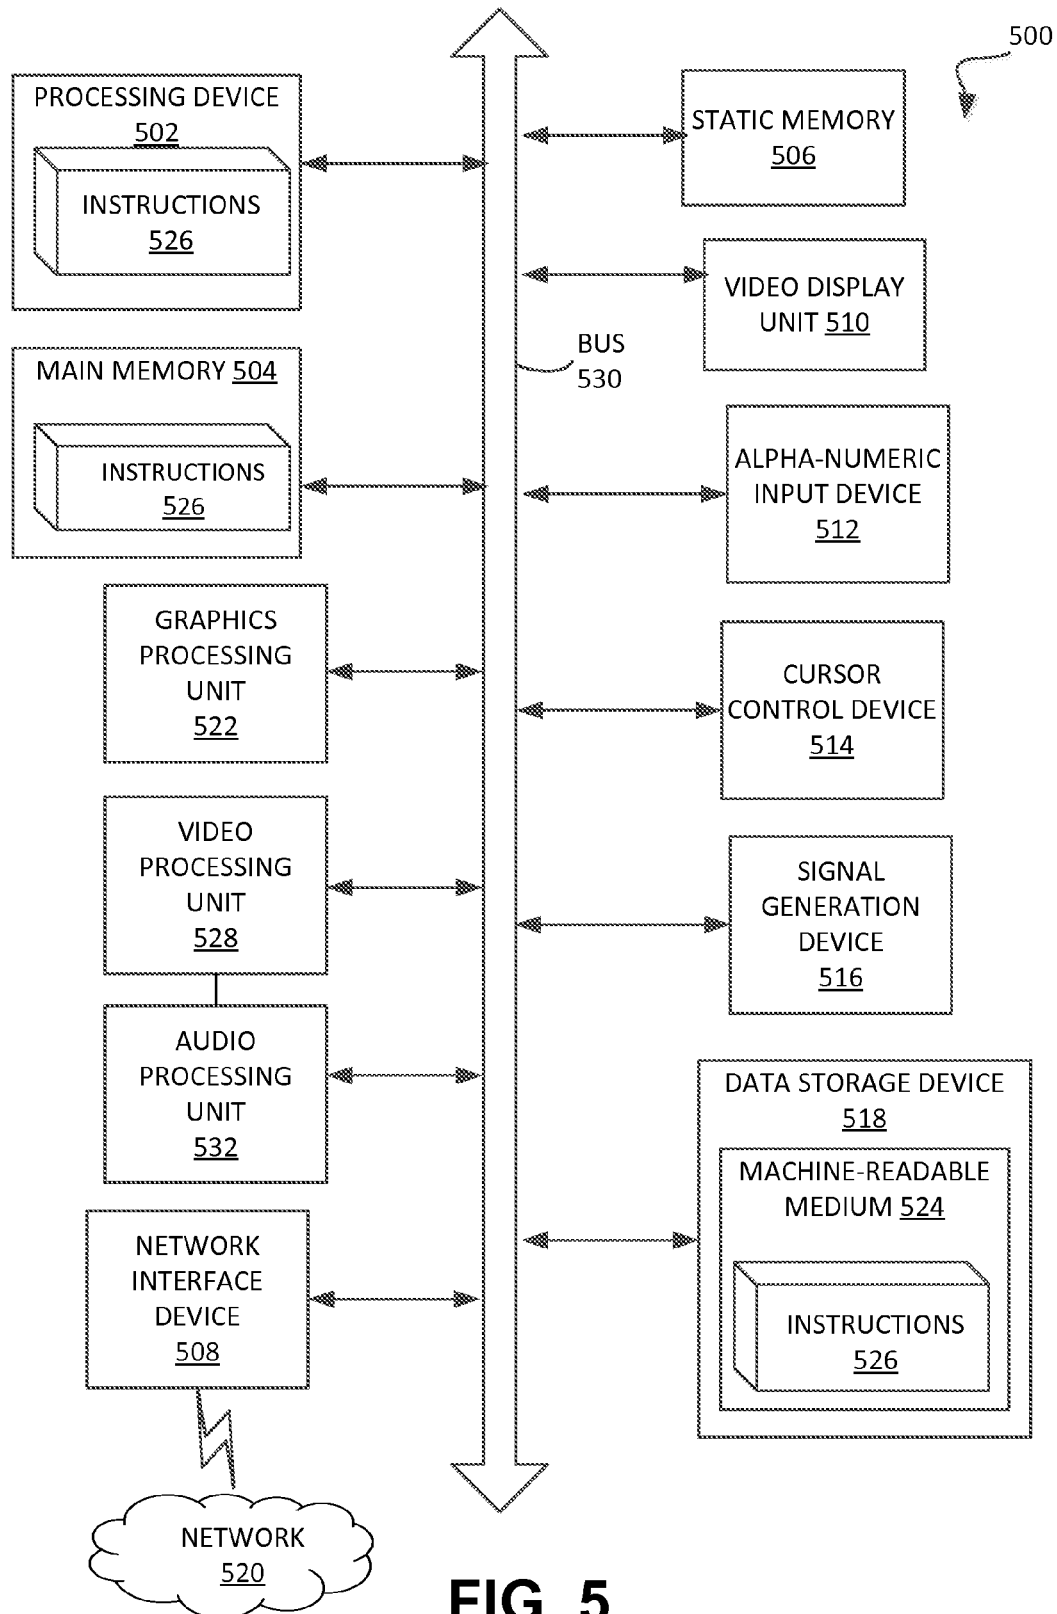 500
PROCESSING DEVICE
502
INSTRUCTIONS
526
MAIN MEMORY 504
INSTRUCTIONS
526
GRAPHICS
PROCESSING
UNIT
522
VIDEO
PROCESSING
UNIT
528
AUDIO
PROCESSING
UNIT
532
NETWORK
INTERFACE
DEVICE
508
NETWORK
520
BUS
530
STATIC MEMORY
506
VIDEO DISPLAY
UNIT 510
ALPHA-NUMERIC
INPUT DEVICE
512
CURSOR
CONTROL DEVICE
514
SIGNAL
GENERATION
DEVICE
516
DATA STORAGE DEVICE
518
MACHINE-READABLE
MEDIUM 524
INSTRUCTIONS
526
FIG. 5